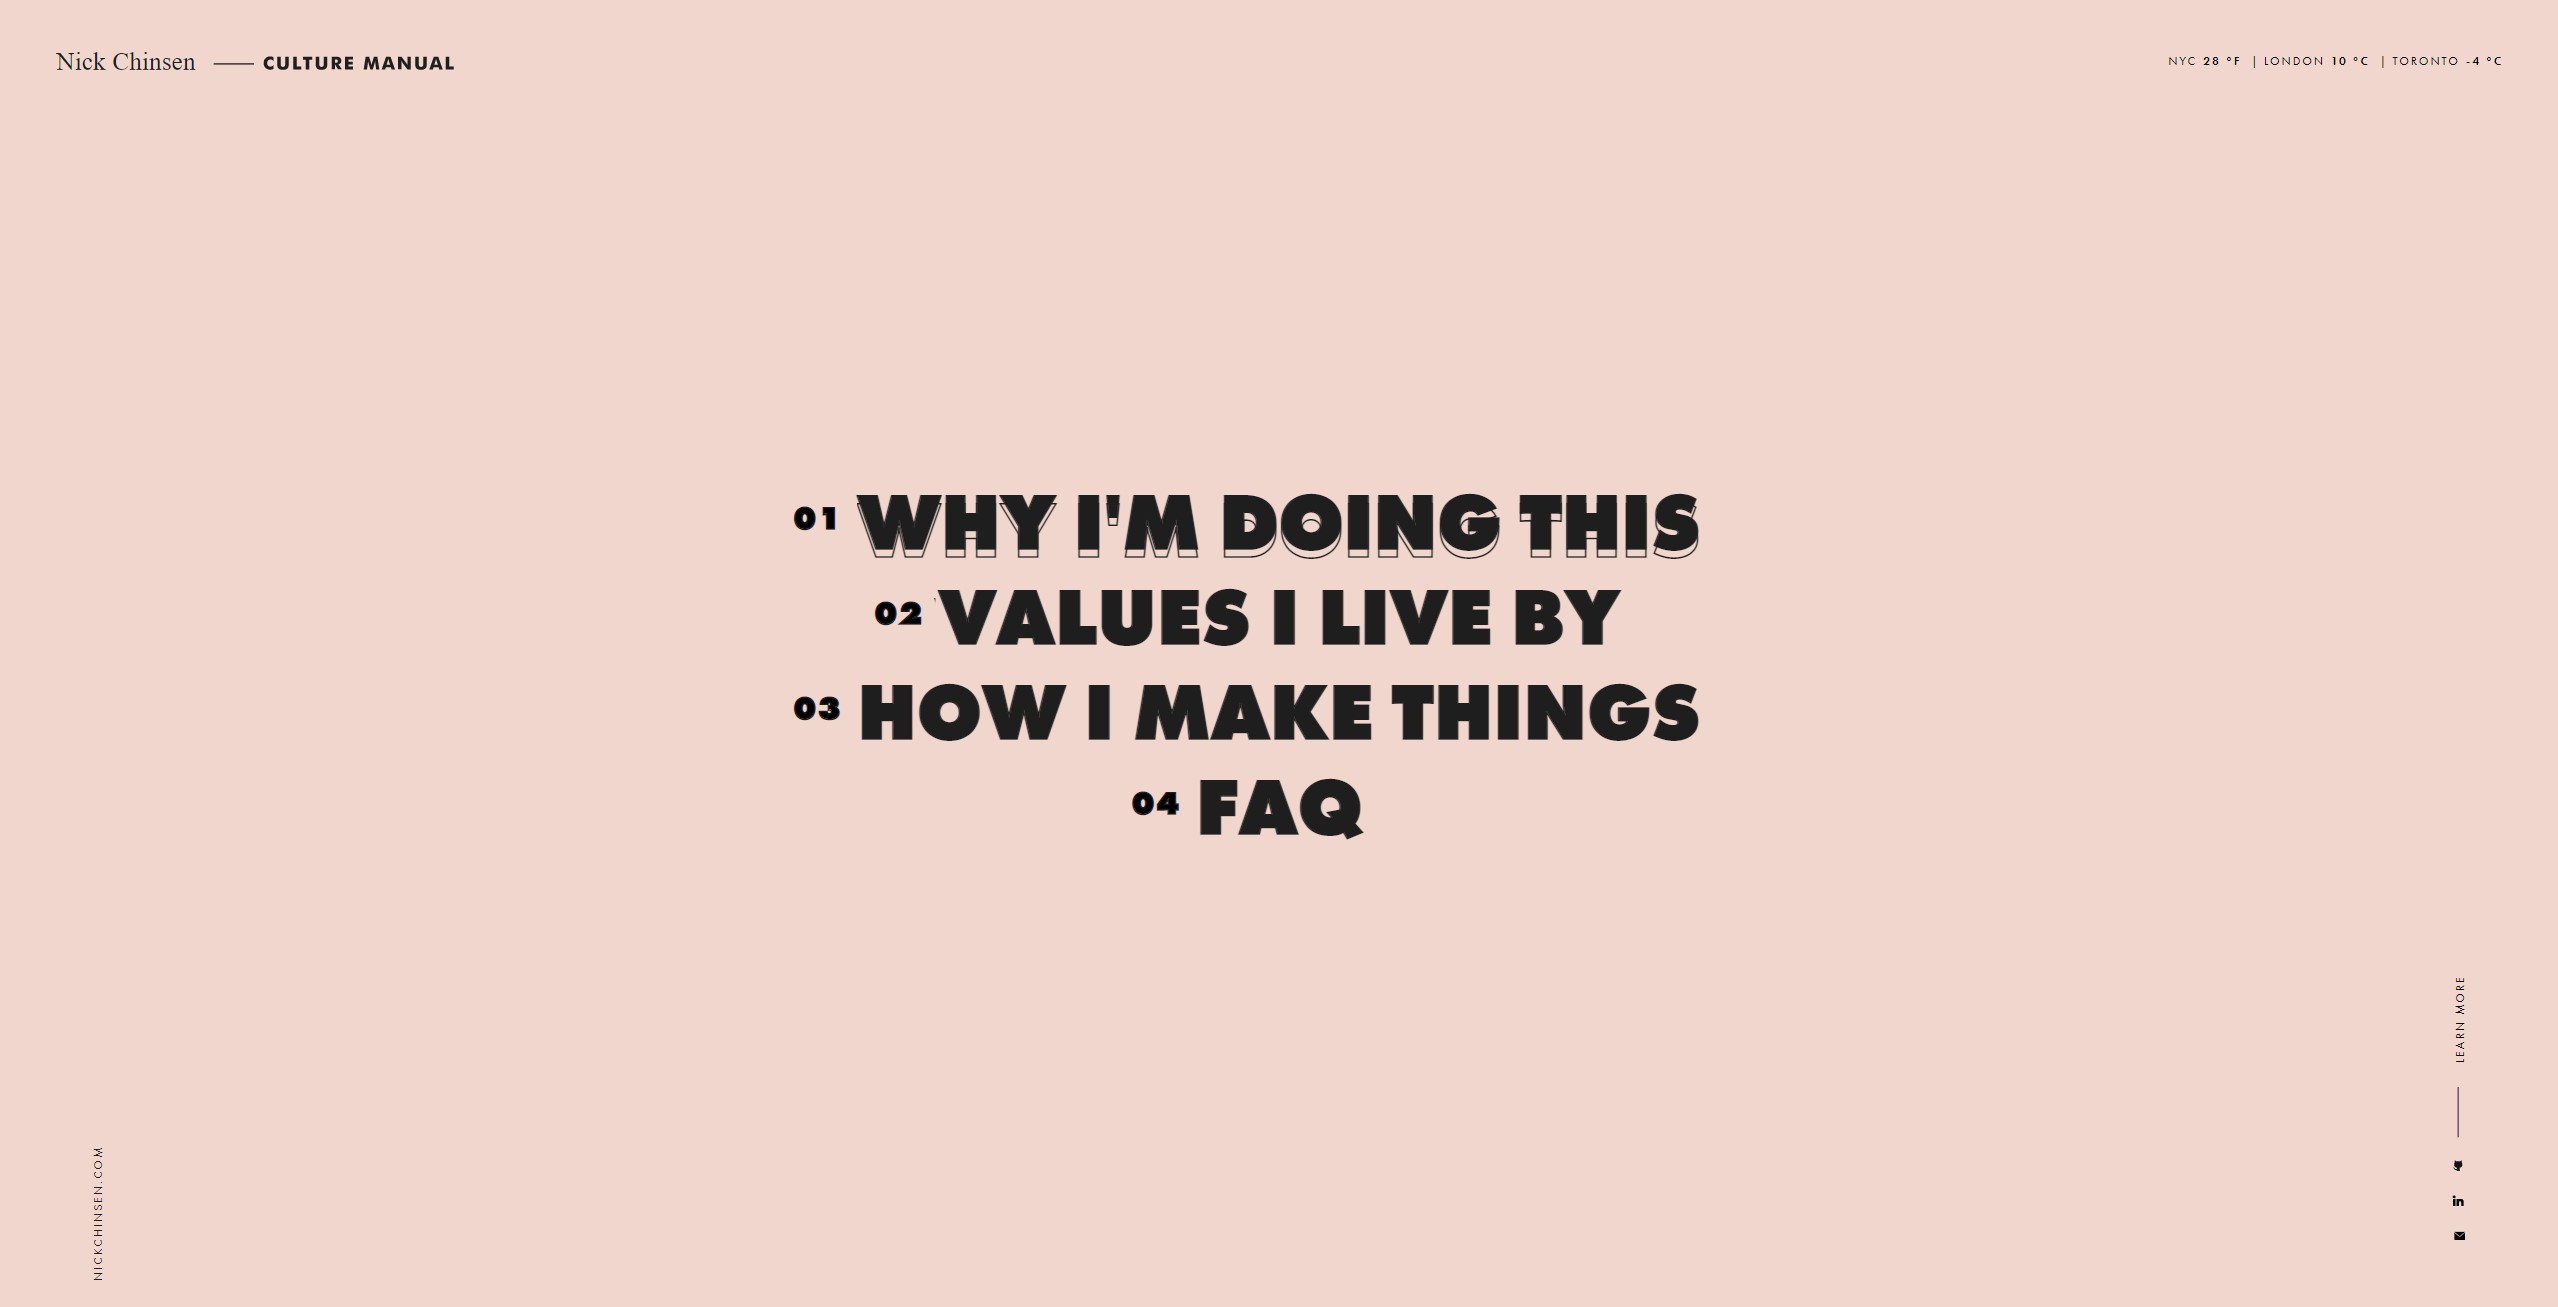 Nick Chinsen — CULTURE MANUAL
NYC 28 °F | LONDON 10 °C | TORONTO -4 °C
01 WHY I'M DOING THIS
02 VALUES I LIVE BY
03 HOW I MAKE THINGS
04 FAQ
LEARN MORE
in
NICKCHINSEN.COM